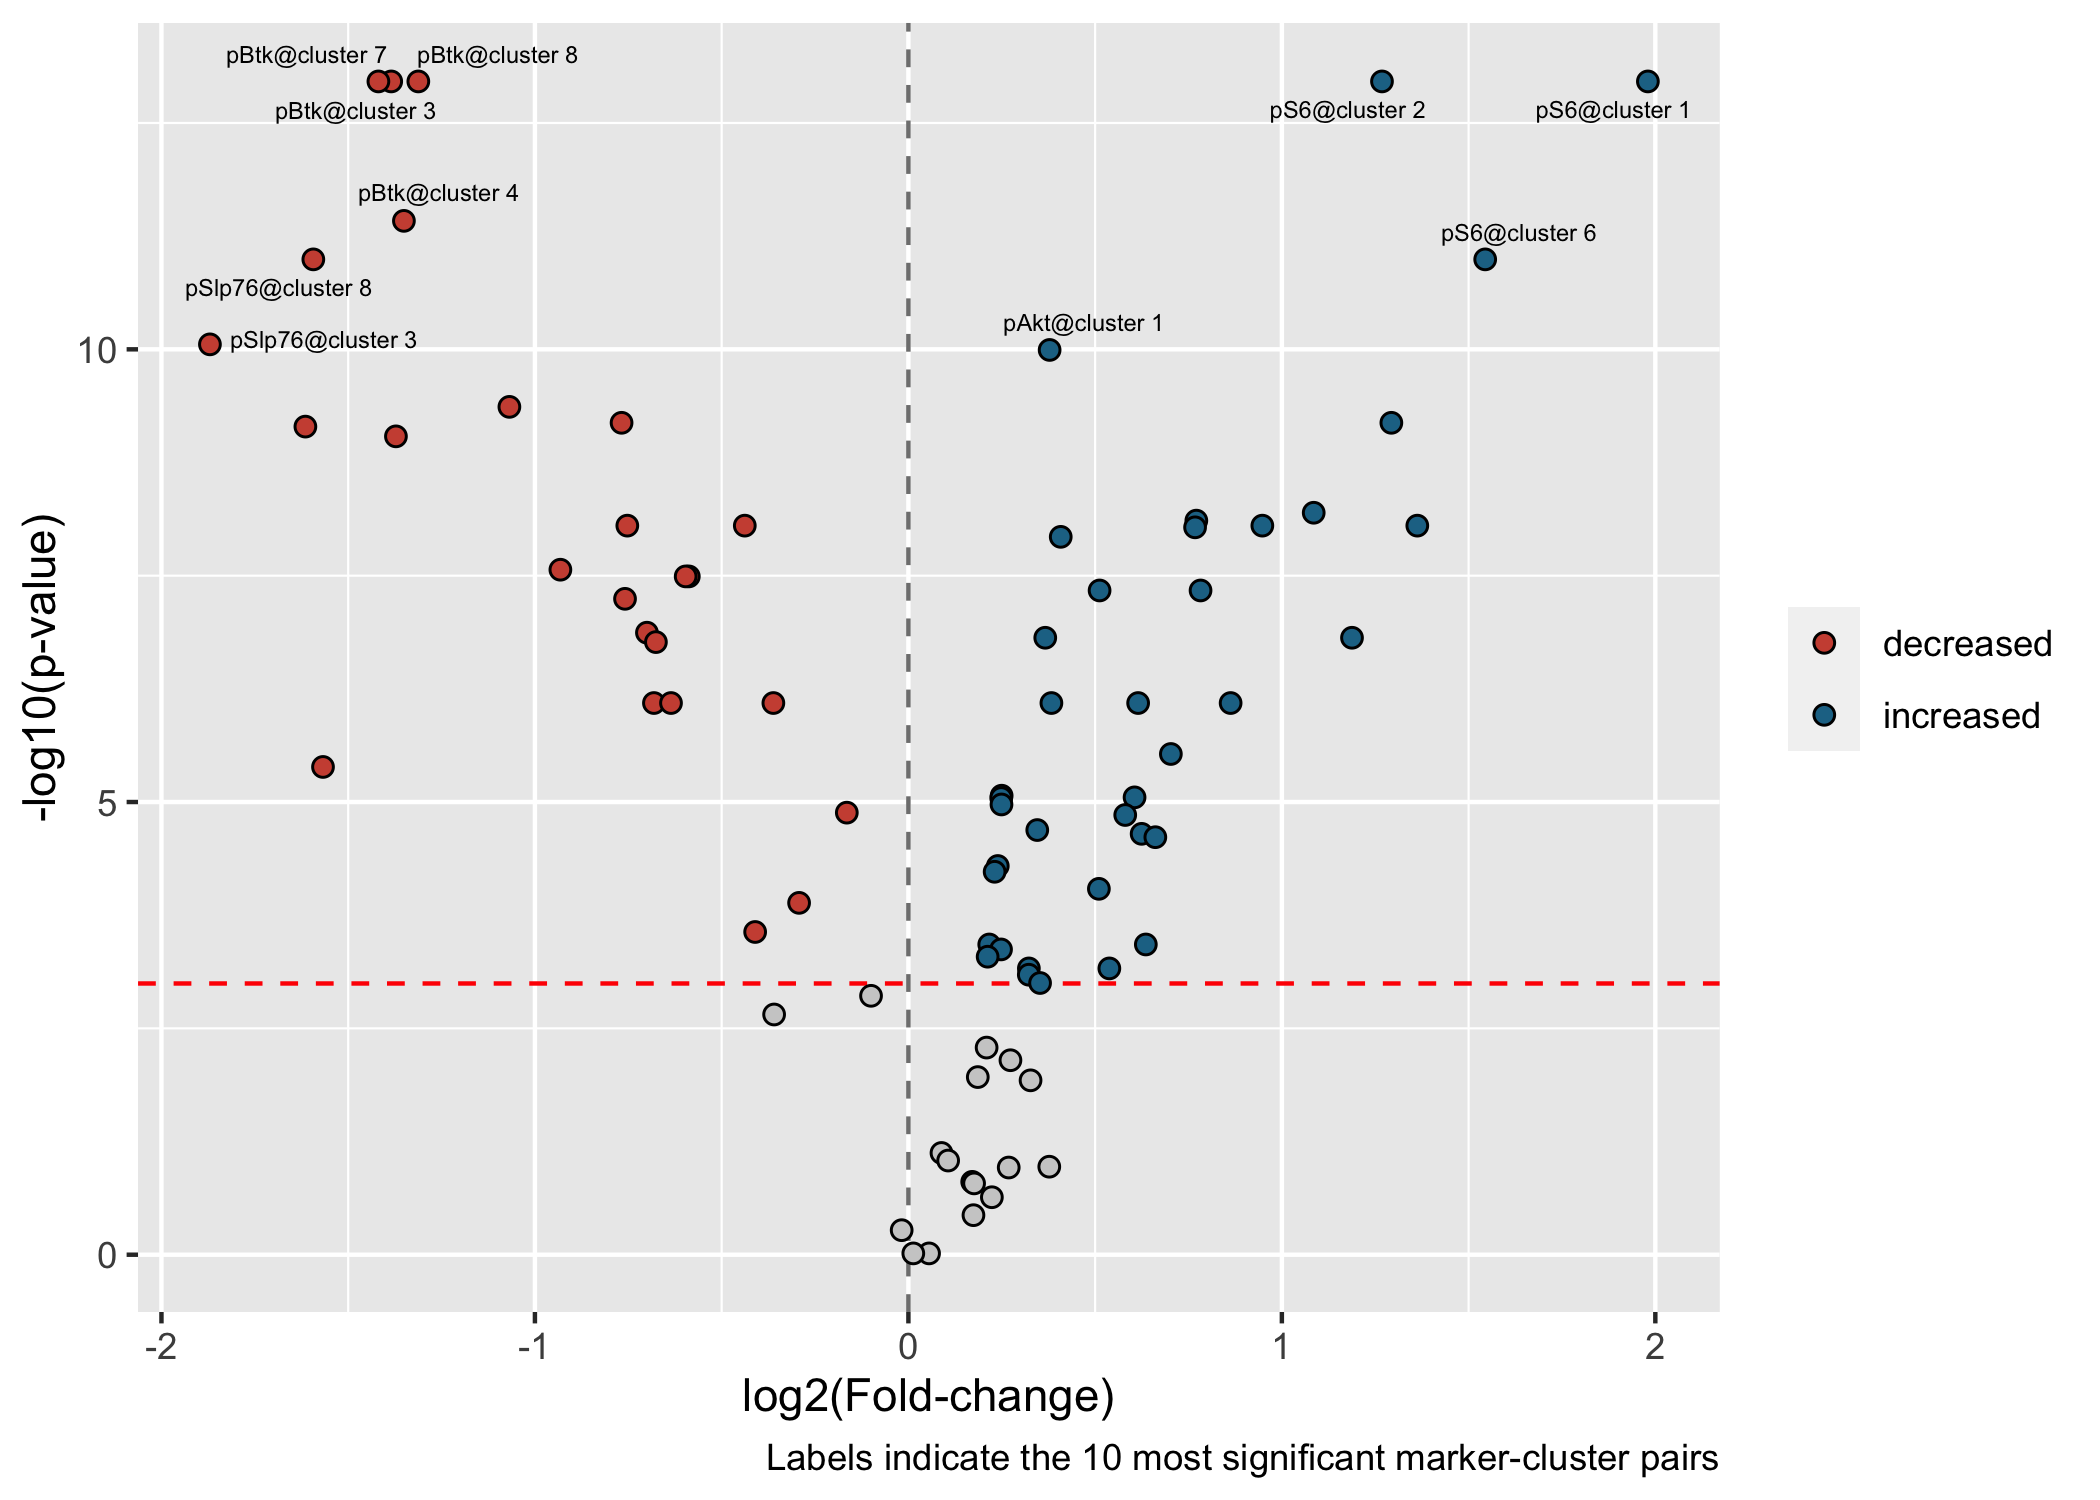 pBtk@cluster 7
pBtk@cluster 8
pBtk@cluster 3
pS6@cluster 2
pS6@cluster 1
pBtk@cluster 4
pS6@cluster 6
pSlp76@cluster 8
pAkt@cluster 1
pSlp76@cluster 3
10
5
0
-log10(p-value)
decreased
increased
-2
-1
0
1
2
log2(Fold-change)
Labels indicate the 10 most significant marker-cluster pairs